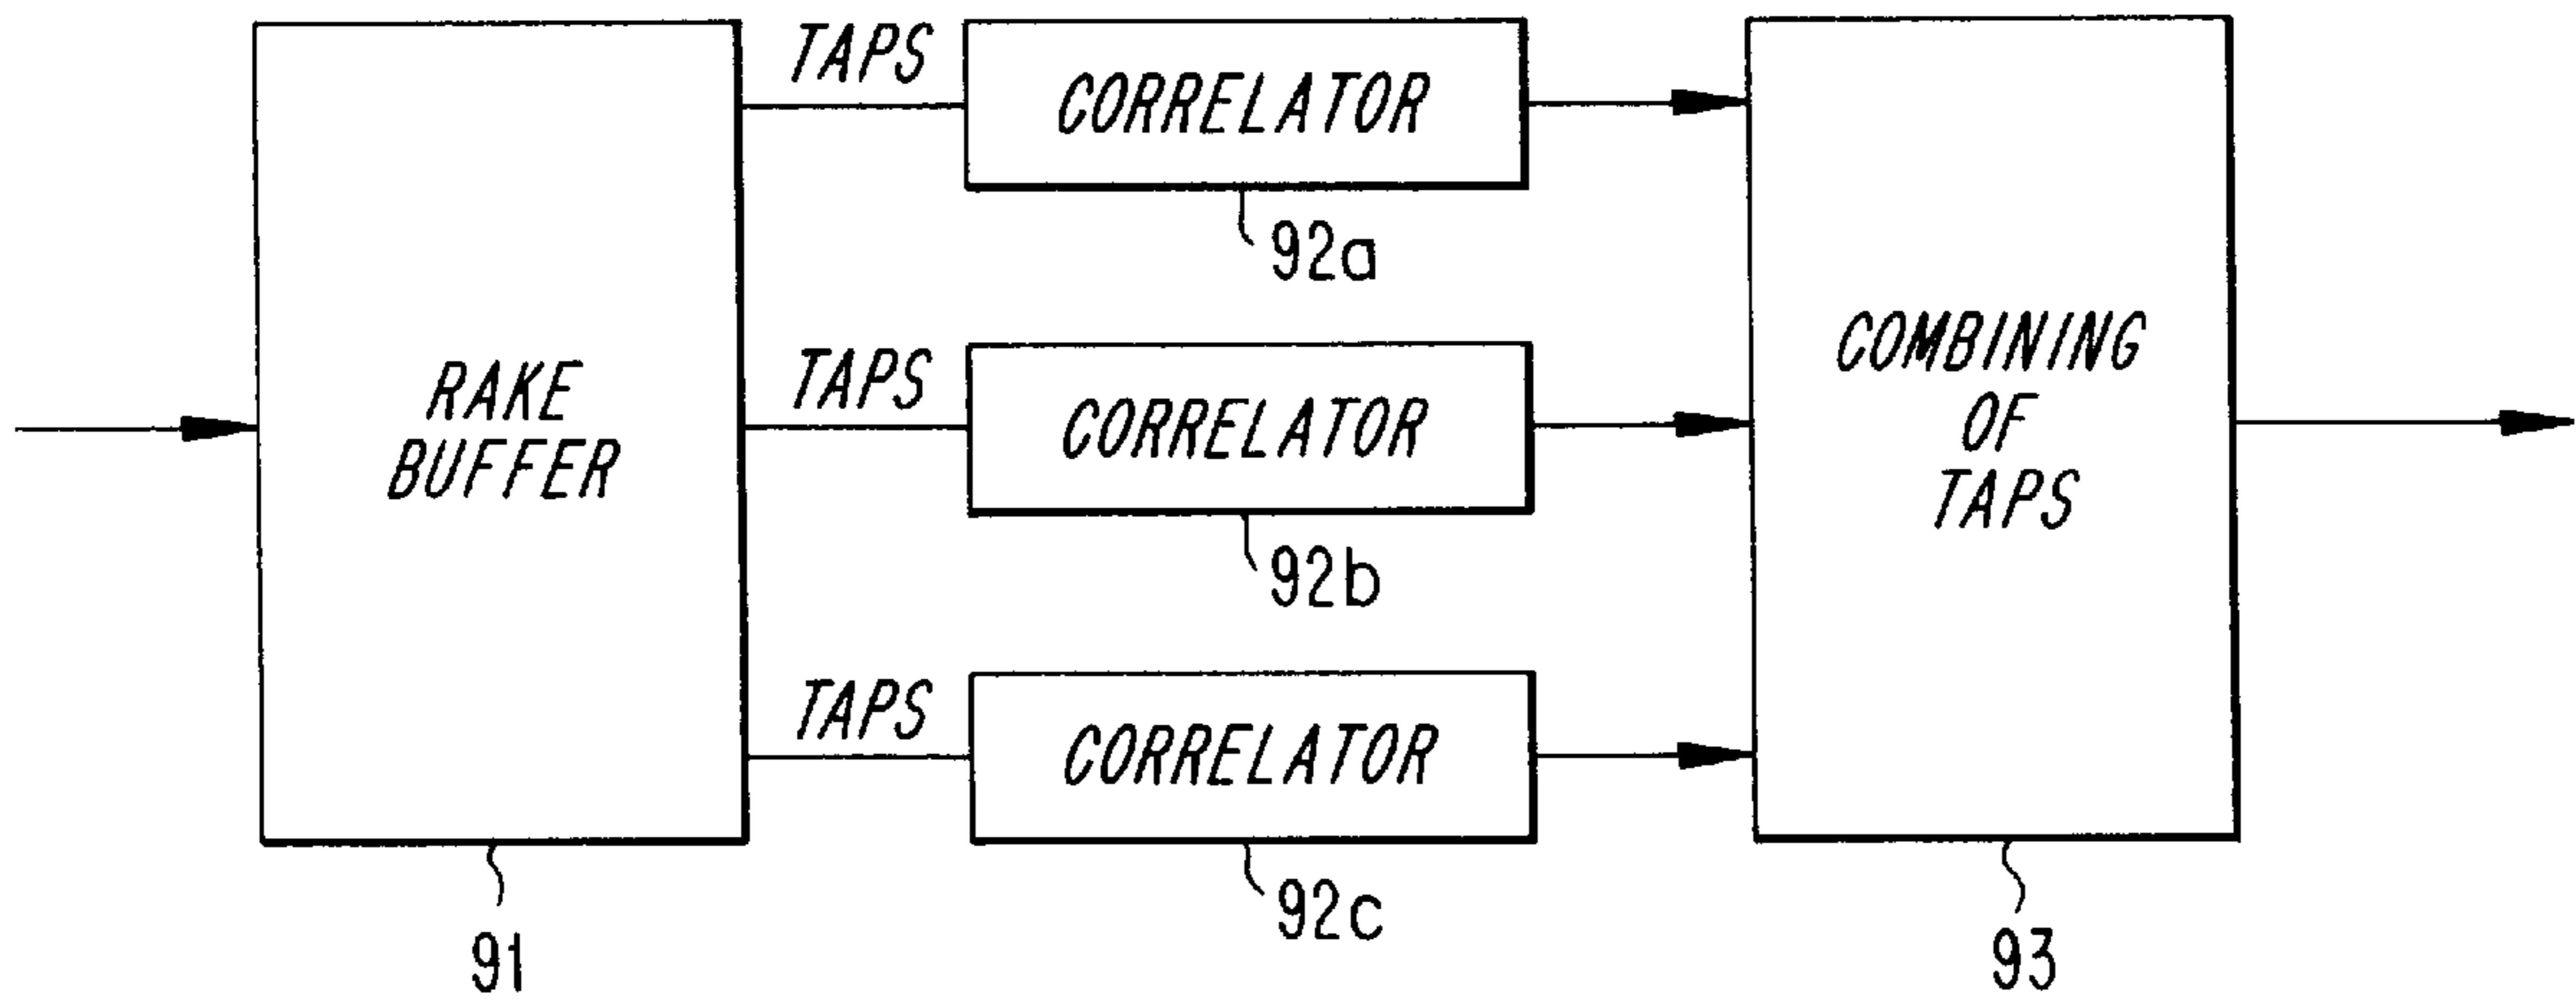 TAPS
CORRELATOR
92a
RAKE
BUFFER
TAPS
CORRELATOR
92b
COMBINING
OF
TAPS
TAPS
CORRELATOR
92c
91
93